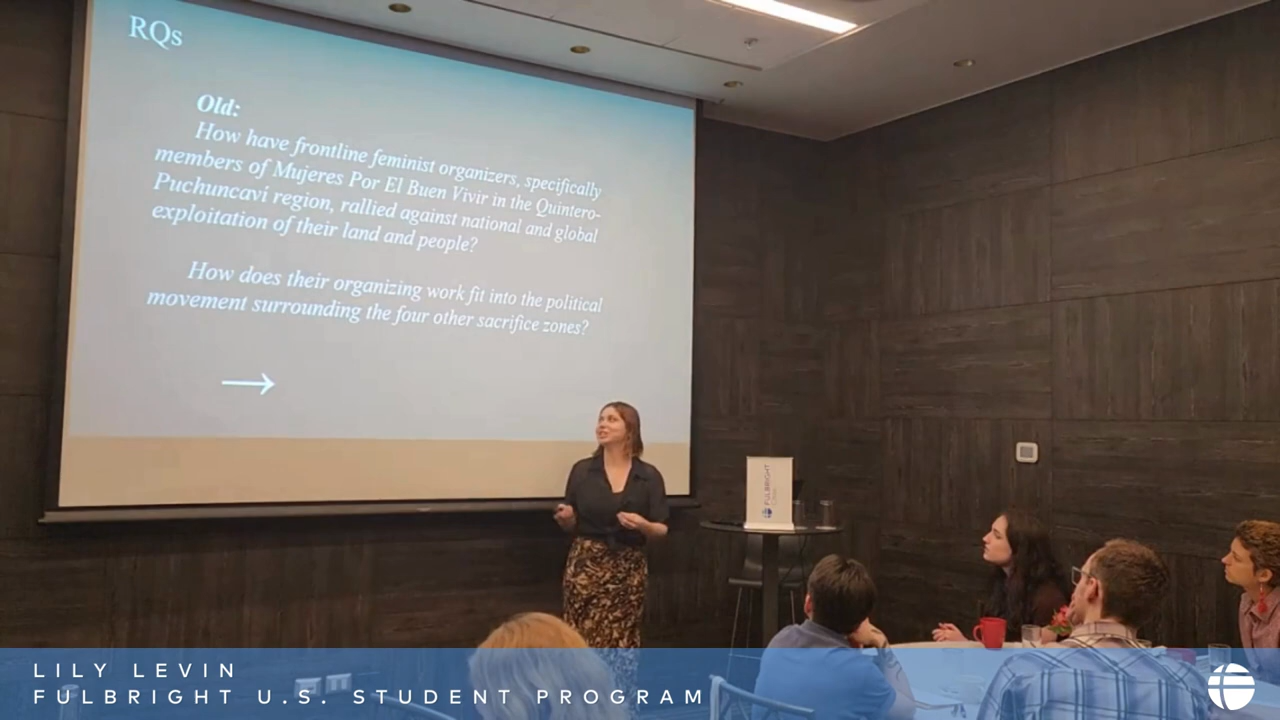 RQs
Old:
How have frontline feminist organizers, specifically
members of Mujeres Por El Buen Vivir in the Quintero-
Puchuncaví region, rallied against national and global
exploitation of their land and people?
How does their organizing work fit into the political
movement surrounding the four other sacrifice zones?
→
FULBRIGHT
LILY LEVIN
FULBRIGHT U.S. STUDENT PROGRAM